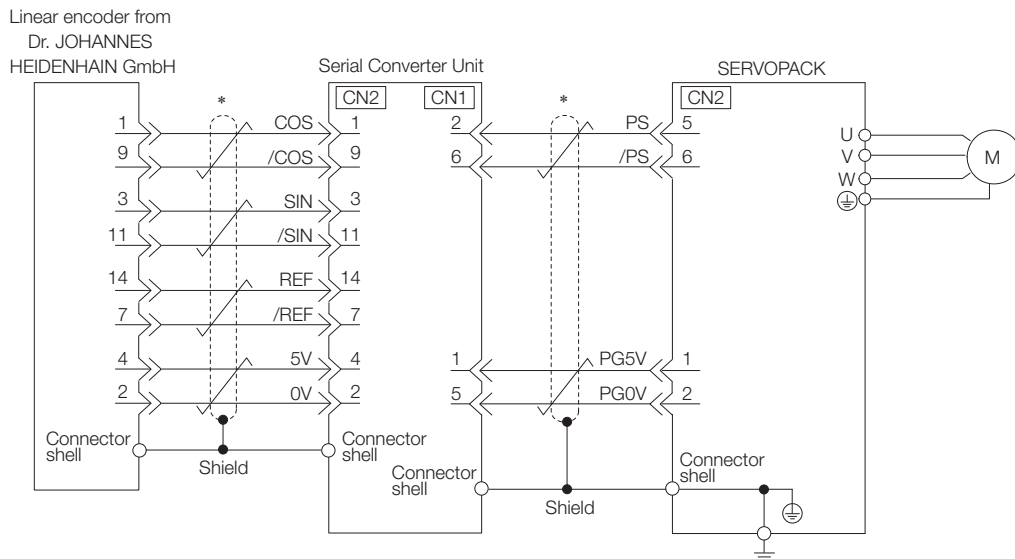 Linear encoder from
Dr. JOHANNES
HEIDENHAIN GmbH
Serial Converter Unit
SERVOPACK
* CN2 CN1 * CN2
1 COS 1 2 PS 5
9 /COS 9 6 /PS 6
3 SIN 3
11 /SIN 11
14 REF 14
7 /REF 7
4 5V 4 1 PG5V 1
2 0V 2 5 PG0V 2
U
V
W
M
Connector
shell
Shield
Connector
shell
Connector
shell
Shield
Connector
shell